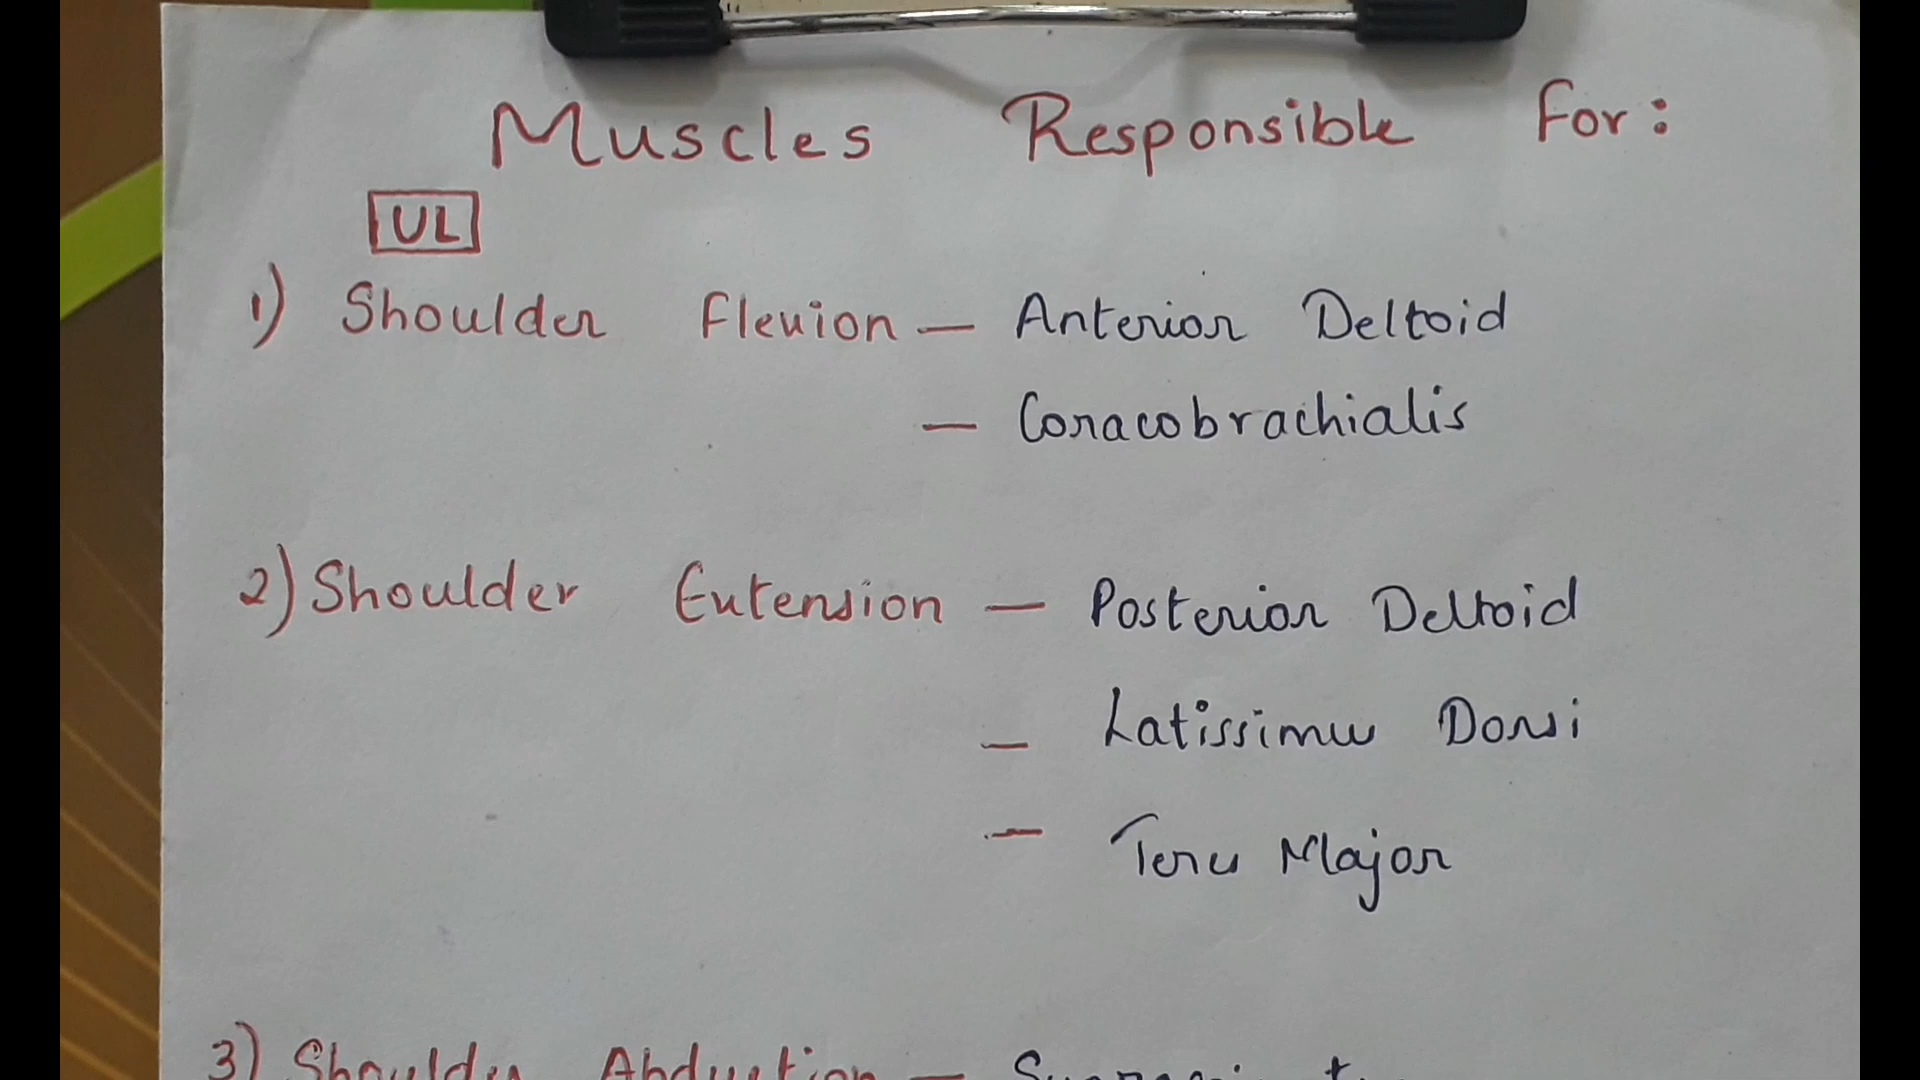 Muscles Responsible For:
UL
1) Shoulder Flexion — Anterior Deltoid
— Coracobrachialis
2) Shoulder Extension — Posterior Deltoid
— Latissimus Dorsi
— Teres Major
3) Shoulder Abduction —